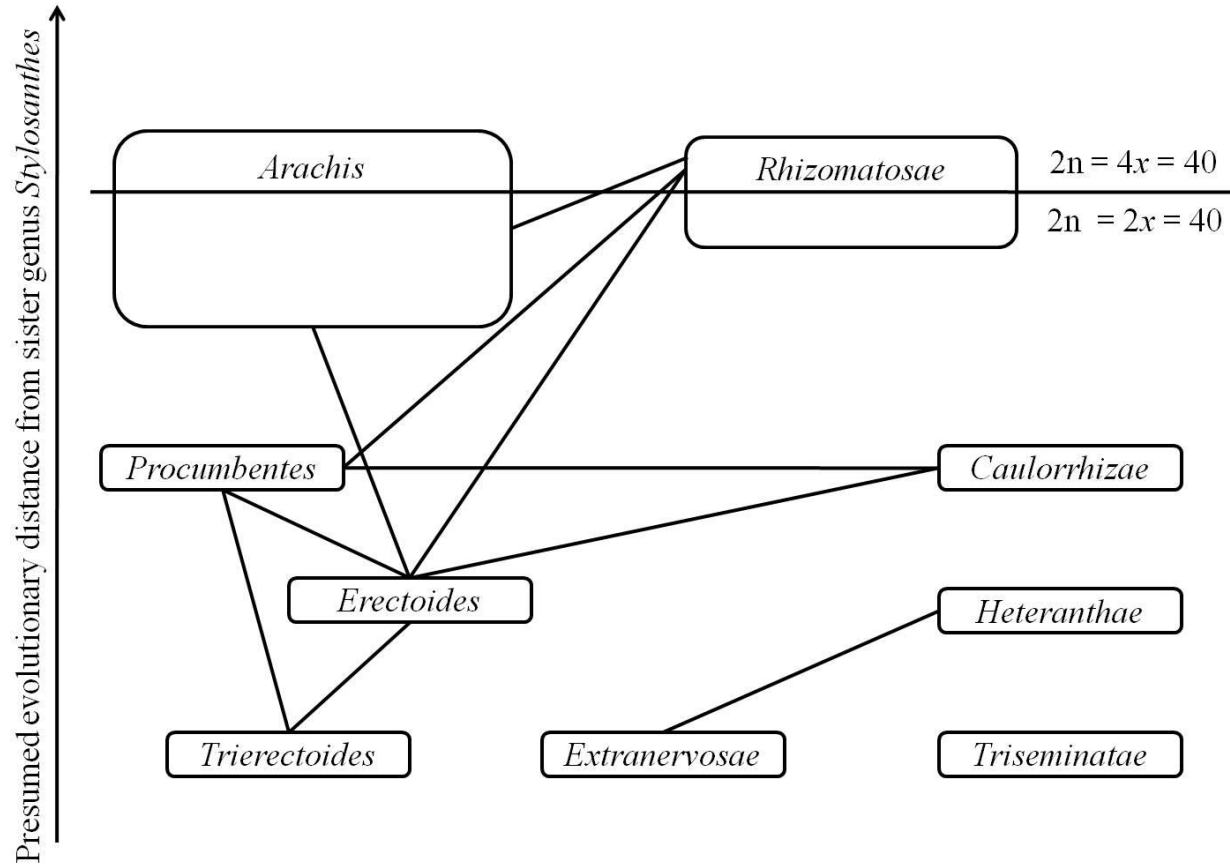 Presumed evolutionary distance from sister genus Stylosanthes
Arachis
Rhizomatosae
2n = 4x = 40
2n = 2x = 40
Procumbentes
Caulorrhizae
Erectoides
Heteranthae
Trierectoides
Extranervosae
Triseminatae